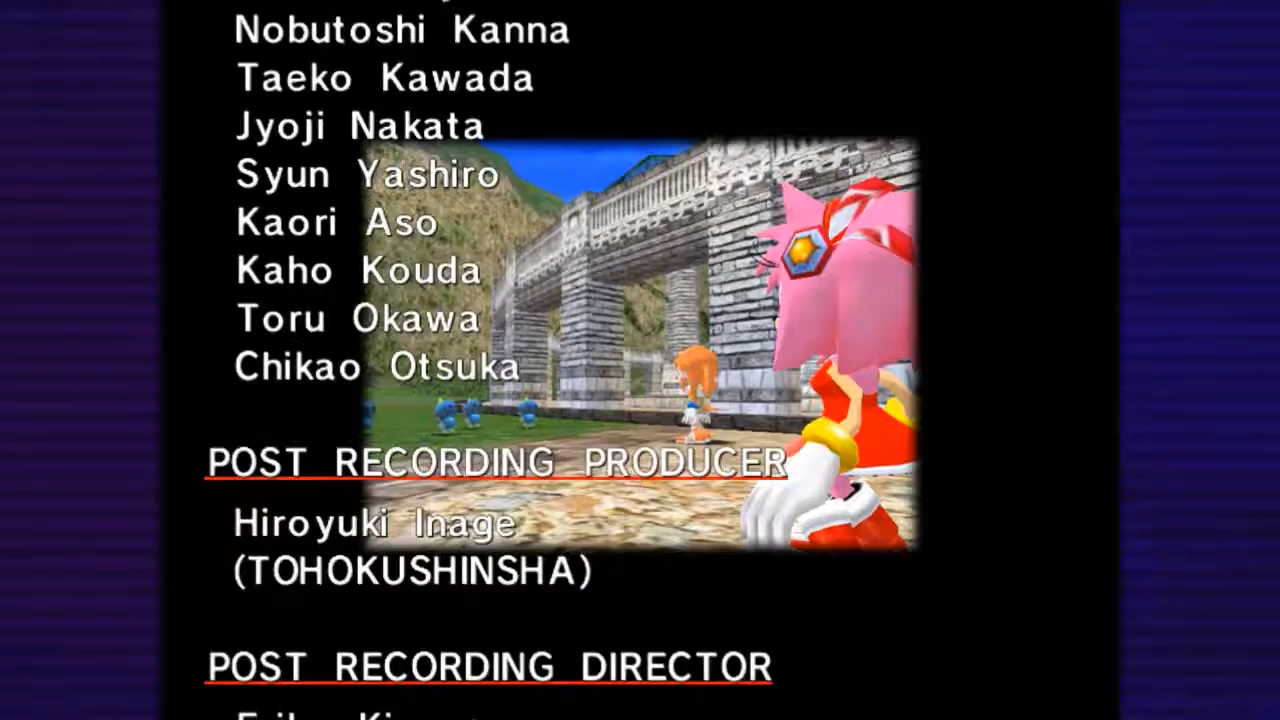 Nobutoshi Kanna
Taeko Kawada
Jyoji Nakata
Syun Yashiro
Kaori Aso
Kaho Kouda
Toru Okawa
Chikao Otsuka
POST RECORDING PRODUCER
Hiroyuki Inage
(TOHOKUSHINSHA)
POST RECORDING DIRECTOR